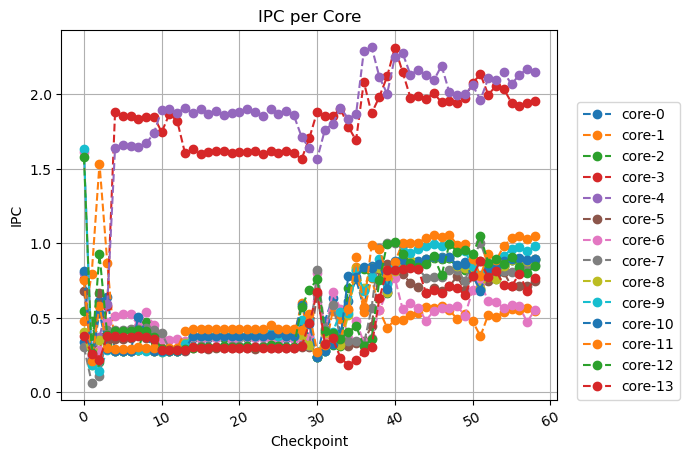 IPC per Core
IPC
2.0
1.5
1.0
0.5
0.0
0
10
20
30
40
50
60
Checkpoint
core-0
core-1
core-2
core-3
core-4
core-5
core-6
core-7
core-8
core-9
core-10
core-11
core-12
core-13